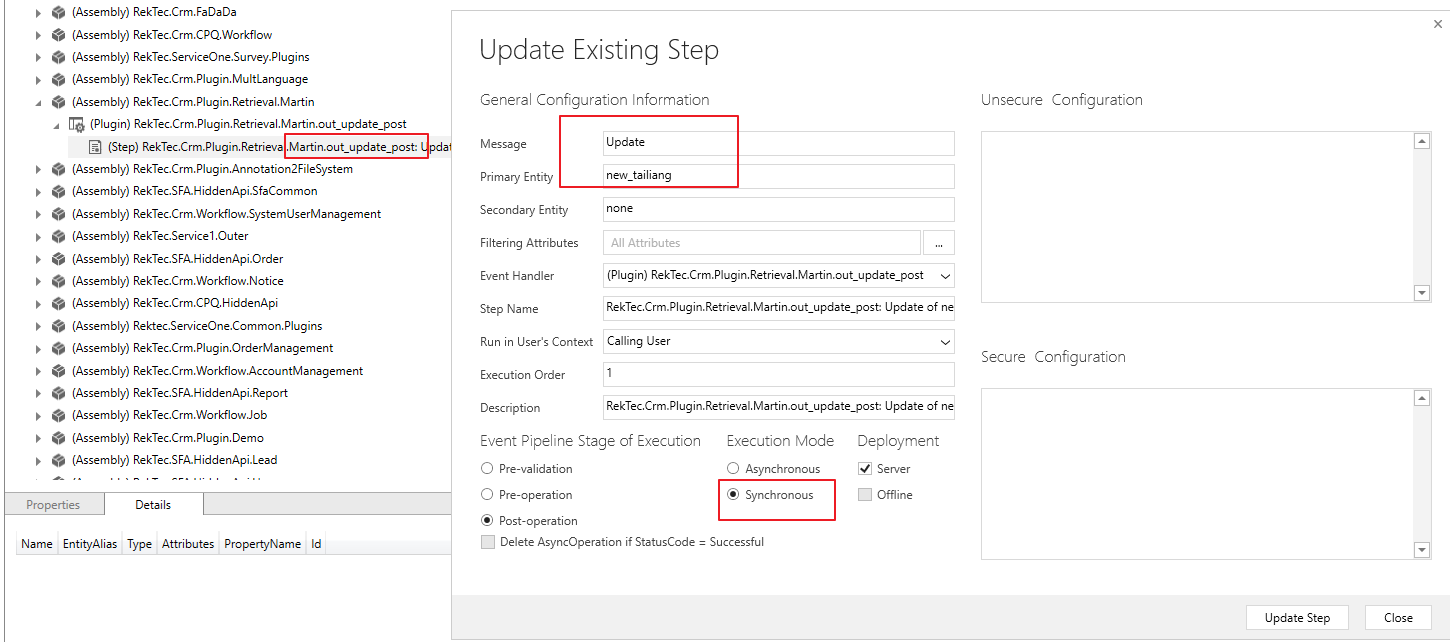 (Assembly) RekTec.Crm.FaDaDa
(Assembly) RekTec.Crm.CPQ.Workflow
(Assembly) RekTec.ServiceOne.Survey.Plugins
(Assembly) RekTec.Crm.Plugin.MultLanguage
(Assembly) RekTec.Crm.Plugin.Retrieval.Martin
(Plugin) RekTec.Crm.Plugin.Retrieval.Martin.out_update_post
(Step) RekTec.Crm.Plugin.Retrieval.Martin.out_update_post: Updat
(Assembly) RekTec.Crm.Plugin.Annotation2FileSystem
(Assembly) RekTec.SFA.HiddenApi.SfaCommon
(Assembly) RekTec.Crm.Workflow.SystemUserManagement
(Assembly) RekTec.Service1.Outer
(Assembly) RekTec.SFA.HiddenApi.Order
(Assembly) RekTec.Crm.Workflow.Notice
(Assembly) RekTec.Crm.CPQ.HiddenApi
(Assembly) Rektec.ServiceOne.Common.Plugins
(Assembly) RekTec.Crm.Plugin.OrderManagement
(Assembly) RekTec.Crm.Workflow.AccountManagement
(Assembly) RekTec.SFA.HiddenApi.Report
(Assembly) RekTec.Crm.Workflow.Job
(Assembly) RekTec.Crm.Plugin.Demo
(Assembly) RekTec.SFA.HiddenApi.Lead
Properties Details
Name EntityAlias Type Attributes PropertyName Id
Update Existing Step
General Configuration Information
Message Update
Primary Entity new_tailiang
Secondary Entity none
Filtering Attributes All Attributes ...
Event Handler (Plugin) RekTec.Crm.Plugin.Retrieval.Martin.out_update_post
Step Name RekTec.Crm.Plugin.Retrieval.Martin.out_update_post: Update of ne
Run in User's Context Calling User
Execution Order 1
Description RekTec.Crm.Plugin.Retrieval.Martin.out_update_post: Update of ne
Event Pipeline Stage of Execution Execution Mode Deployment
Pre-validation Asynchronous Server
Pre-operation Synchronous Offline
Post-operation
Delete AsyncOperation if StatusCode = Successful
Unsecure Configuration
Secure Configuration
Update Step Close